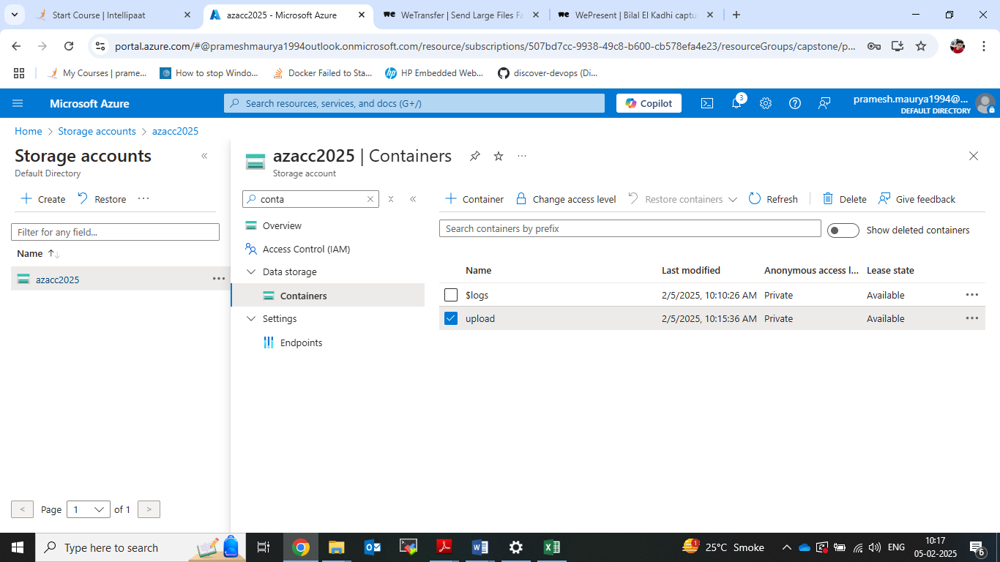 Start Course | Intellipaat
azacc2025 - Microsoft Azure
WeTransfer | Send Large Files Fa
WePresent | Bilal El Kadhi captu
portal.azure.com/#@prameshmaurya1994outlook.onmicrosoft.com/resource/subscriptions/507bd7cc-9938-49c8-b600-cb578efa4e23/resourceGroups/capstone/p...
My Courses | prame...
How to stop Windo...
Docker Failed to Sta...
HP Embedded Web...
discover-devops (Di...
Microsoft Azure
Search resources, services, and docs (G+/)
Copilot
3
pramesh.maurya1994@...
DEFAULT DIRECTORY
Home > Storage accounts > azacc2025
Storage accounts
Default Directory
Create
Restore
Filter for any field...
Name
azacc2025
< Page 1 of 1 >
azacc2025 | Containers
Storage account
conta
Overview
Access Control (IAM)
Data storage
Containers
Settings
Endpoints
Container
Change access level
Restore containers
Refresh
Delete
Give feedback
Search containers by prefix
Show deleted containers
Name Last modified Anonymous access l... Lease state
$logs 2/5/2025, 10:10:26 AM Private Available
upload 2/5/2025, 10:15:36 AM Private Available
Type here to search
1
25°C Smoke
ENG
10:17
05-02-2025
6